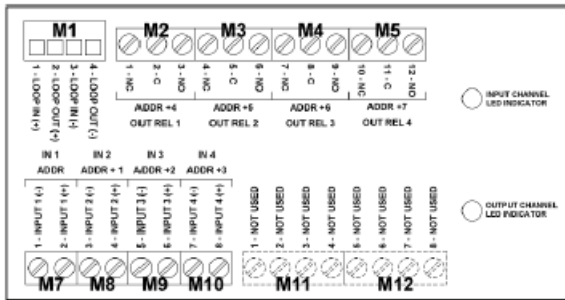 M1 M2 M3 M4 M5
1 - LOOP IN (+)
2 - LOOP OUT (+)
3 - LOOP IN (-)
4 - LOOP OUT (-)
1 - NC
2 - C
3 - NO
4 - NC
5 - C
6 - NO
7 - NC
8 - C
9 - NO
10 - NC
11 - C
12 - NO
ADDR +4 ADDR +5 ADDR +6 ADDR +7
OUT REL 1 OUT REL 2 OUT REL 3 OUT REL 4
INPUT CHANNEL
LED INDICATOR
IN 1 IN 2 IN 3 IN 4
ADDR ADDR + 1 ADDR +2 ADDR +3
1 - INPUT 1 (-)
2 - INPUT 1 (+)
3 - INPUT 2 (-)
4 - INPUT 2 (+)
5 - INPUT 3 (-)
6 - INPUT 3 (+)
7 - INPUT 4 (-)
8 - INPUT 4 (+)
1 - NOT USED
2 - NOT USED
3 - NOT USED
4 - NOT USED
5 - NOT USED
6 - NOT USED
7 - NOT USED
8 - NOT USED
OUTPUT CHANNEL
LED INDICATOR
M7 M8 M9 M10 M11 M12